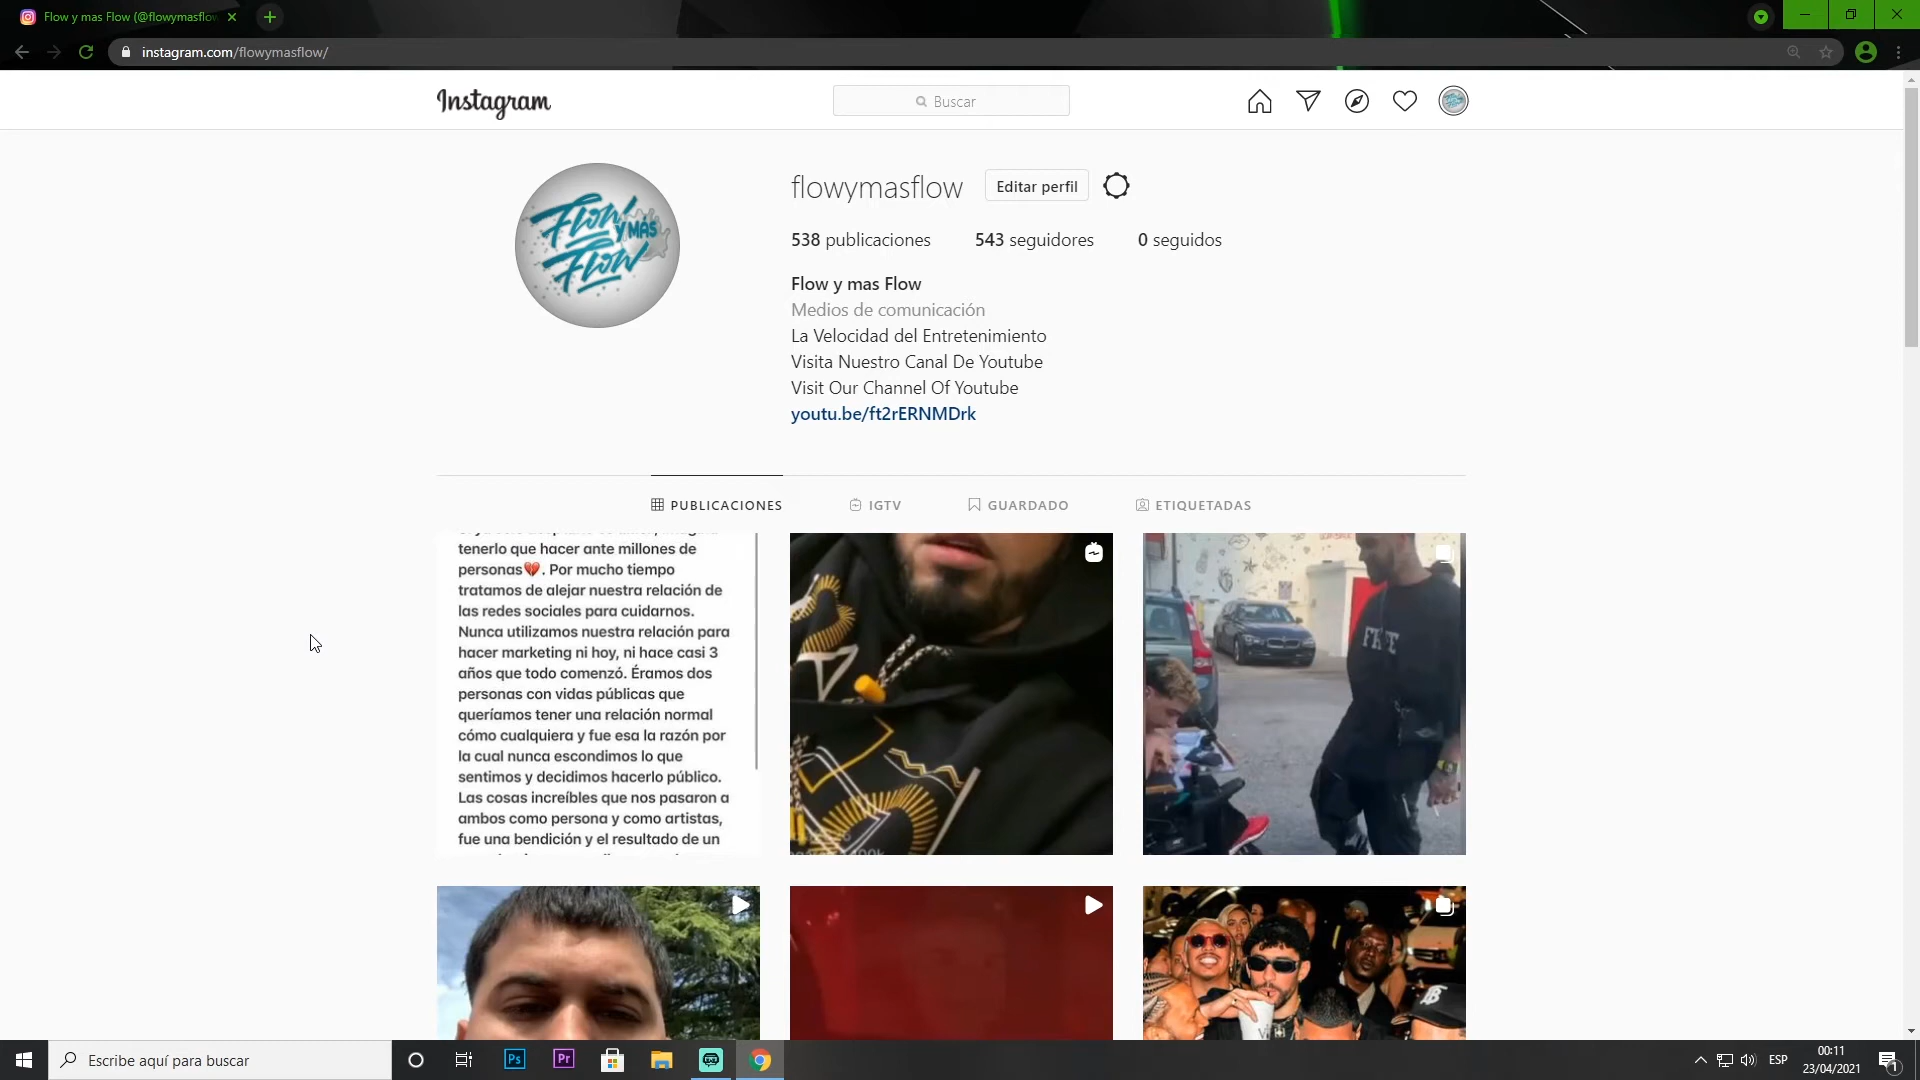 Flow y mas Flow (@flowymasflow
instagram.com/flowymasflow/
Instagram
Buscar
Flow
Y MÁS
Flow
flowymasflow
Editar perfil
538 publicaciones
543 seguidores
0 seguidos
Flow y mas Flow
Medios de comunicación
La Velocidad del Entretenimiento
Visita Nuestro Canal De Youtube
Visit Our Channel Of Youtube
youtu.be/ft2rERNMDrk
PUBLICACIONES
IGTV
GUARDADO
ETIQUETADAS
tenerlo que hacer ante millones de
personas💔. Por mucho tiempo
tratamos de alejar nuestra relación de
las redes sociales para cuidarnos.
Nunca utilizamos nuestra relación para
hacer marketing ni hoy, ni hace casi 3
años que todo comenzó. Éramos dos
personas con vidas públicas que
queríamos tener una relación normal
cómo cualquiera y fue esa la razón por
la cual nunca escondimos lo que
sentimos y decidimos hacerlo público.
Las cosas increíbles que nos pasaron a
ambos como persona y como artistas,
fue una bendición y el resultado de un
Escribe aquí para buscar
Ps
Pr
ESP
00:11
23/04/2021
1